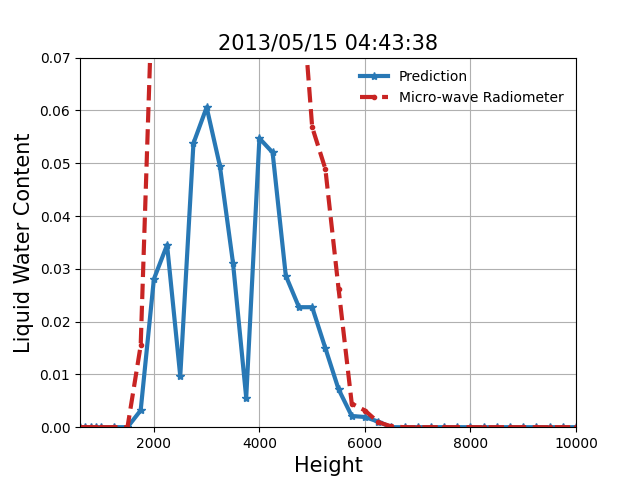 2013/05/15 04:43:38
0.07
0.06
0.05
0.04
0.03
0.02
0.01
0.00
Liquid Water Content
Prediction
Micro-wave Radiometer
2000 4000 6000 8000 10000
Height